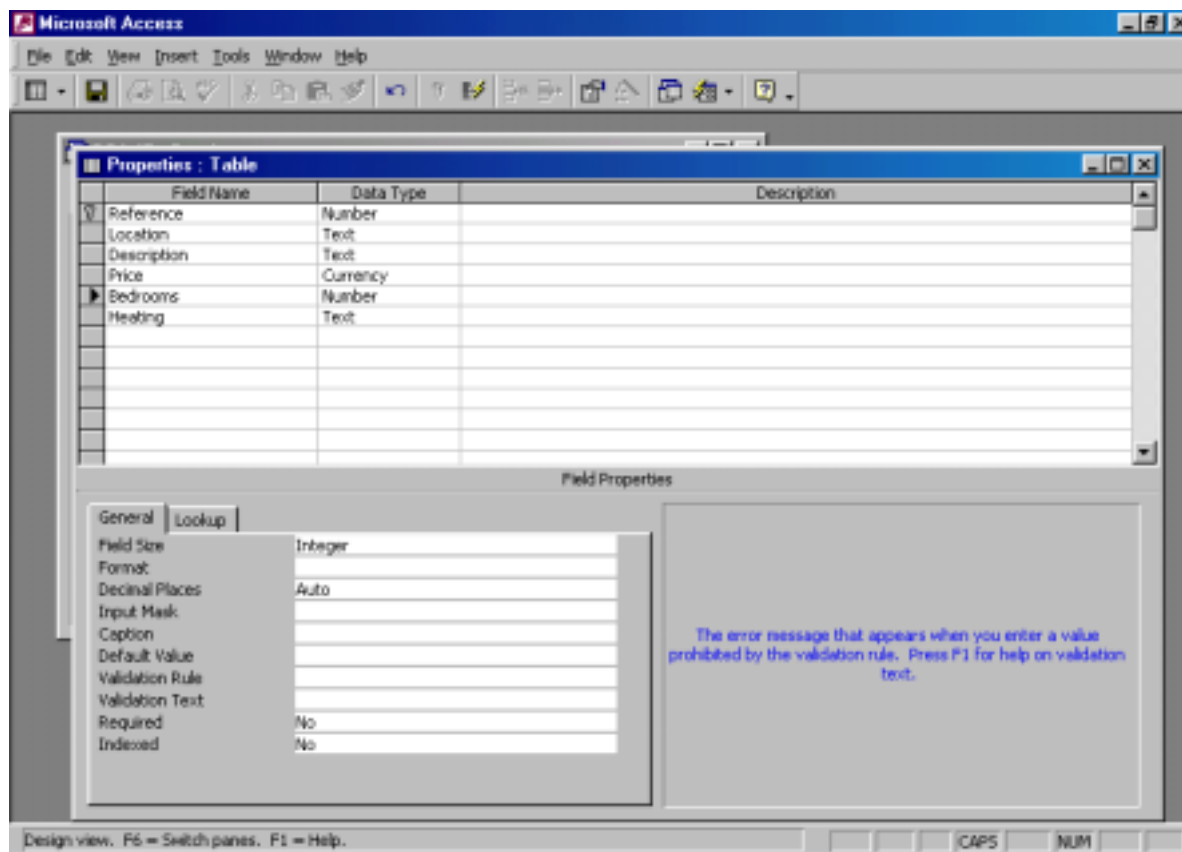 Microsoft Access
File Edit View Insert Tools Window Help
Properties : Table
Field Name Data Type Description
Reference Number
Location Text
Description Text
Price Currency
Bedrooms Number
Heating Text
Field Properties
General Lookup
Field Size Integer
Format
Decimal Places Auto
Input Mask
Caption
Default Value
Validation Rule
Validation Text
Required No
Indexed No
The error message that appears when you enter a value
prohibited by the validation rule. Press F1 for help on validation
text.
Design view. F6 = Switch panes. F1 = Help. CAPS NUM